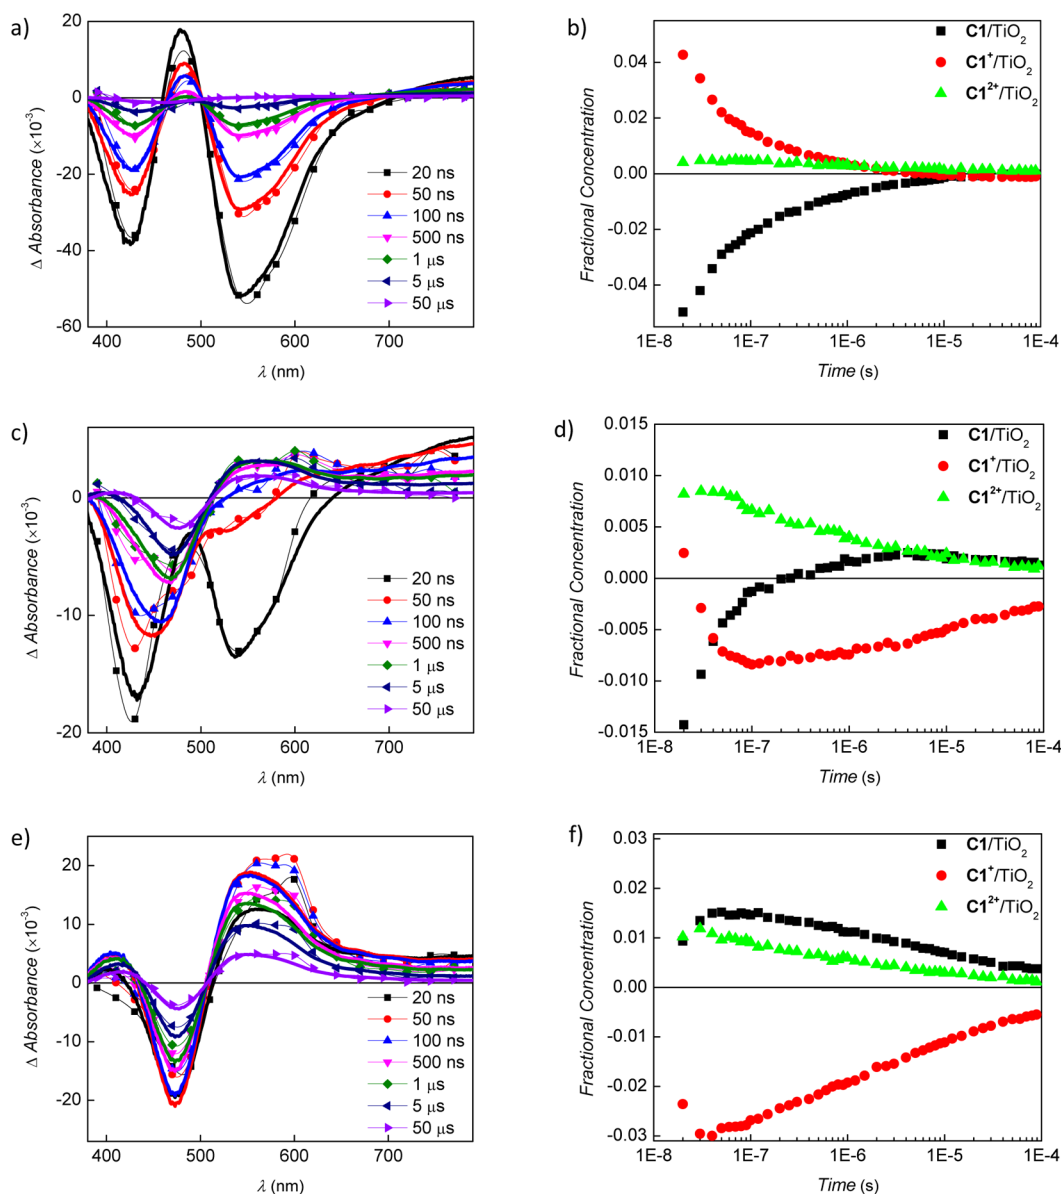 a)
20
0
-20
-40
-60
Δ Absorbance (×10⁻³)
400 500 600 700
λ (nm)
20 ns
50 ns
100 ns
500 ns
1 μs
5 μs
50 μs
b)
0.04
0.02
0.00
-0.02
-0.04
Fractional Concentration
1E-8 1E-7 1E-6 1E-5 1E-4
Time (s)
C1/TiO₂
C1⁺/TiO₂
C1²⁺/TiO₂
c)
0
-10
-20
Δ Absorbance (×10⁻³)
400 500 600 700
λ (nm)
20 ns
50 ns
100 ns
500 ns
1 μs
5 μs
50 μs
d)
0.015
0.010
0.005
0.000
-0.005
-0.010
-0.015
Fractional Concentration
1E-8 1E-7 1E-6 1E-5 1E-4
Time (s)
C1/TiO₂
C1⁺/TiO₂
C1²⁺/TiO₂
e)
20
10
0
-10
-20
Δ Absorbance (×10⁻³)
400 500 600 700
λ (nm)
20 ns
50 ns
100 ns
500 ns
1 μs
5 μs
50 μs
f)
0.03
0.02
0.01
0.00
-0.01
-0.02
-0.03
Fractional Concentration
1E-8 1E-7 1E-6 1E-5 1E-4
Time (s)
C1/TiO₂
C1⁺/TiO₂
C1²⁺/TiO₂